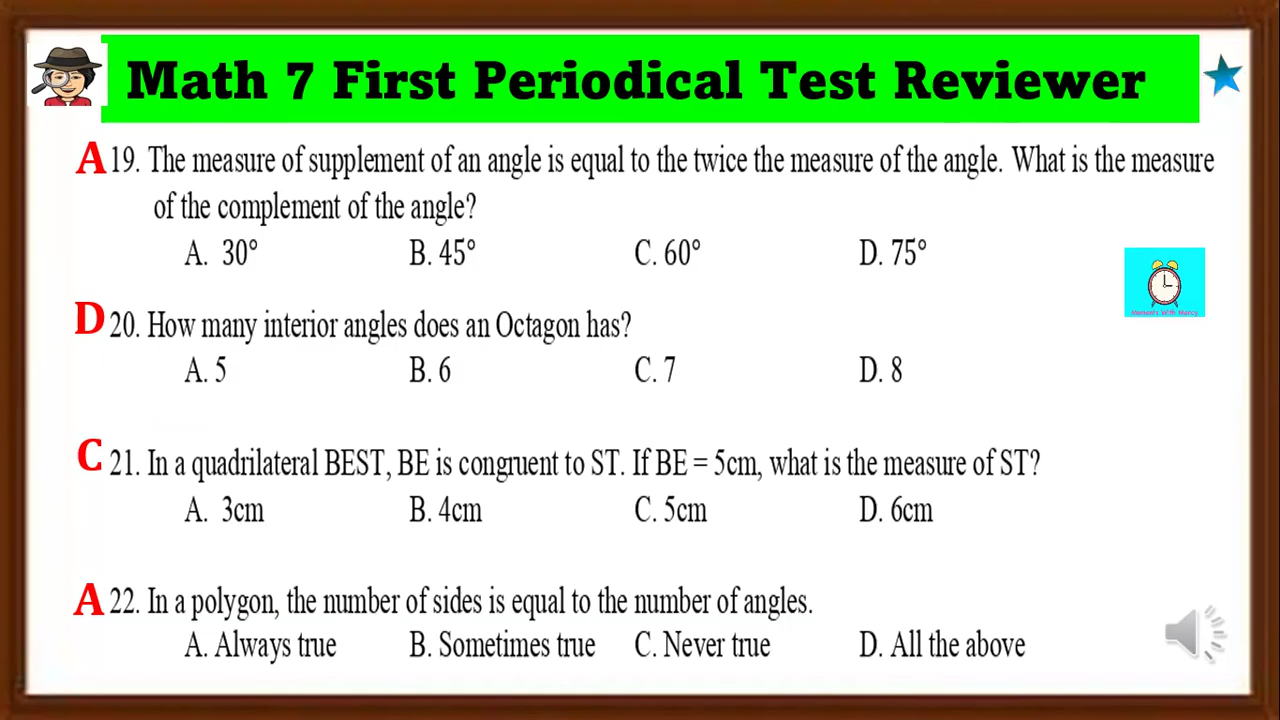 Math 7 First Periodical Test Reviewer
A 19. The measure of supplement of an angle is equal to the twice the measure of the angle. What is the measure
of the complement of the angle?
A. 30° B. 45° C. 60° D. 75°
D 20. How many interior angles does an Octagon has?
A. 5 B. 6 C. 7 D. 8
Moments With Marcy
C 21. In a quadrilateral BEST, BE is congruent to ST. If BE = 5cm, what is the measure of ST?
A. 3cm B. 4cm C. 5cm D. 6cm
A 22. In a polygon, the number of sides is equal to the number of angles.
A. Always true B. Sometimes true C. Never true D. All the above